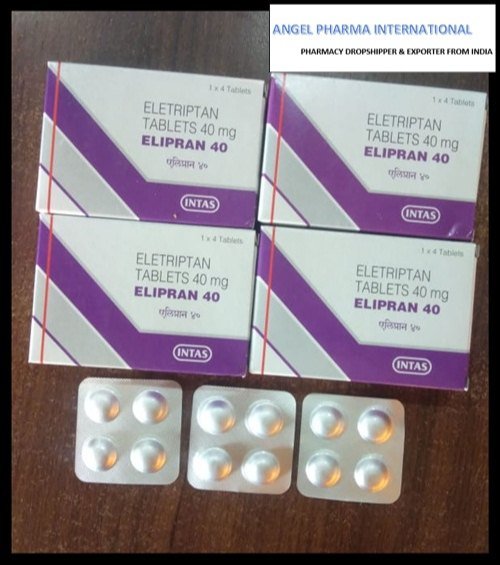 ANGEL PHARMA INTERNATIONAL
PHARMACY DROPSHIPPER & EXPORTER FROM INDIA
1 x 4 Tablets
ELETRIPTAN
TABLETS 40 mg
ELIPRAN 40
एलिप्रान ४०
INTAS
1 x 4 Tablets
ELETRIPTAN
TABLETS 40 mg
ELIPRAN 40
एलिप्रान ४०
INTAS
1 x 4 Tablets
ELETRIPTAN
TABLETS 40 mg
ELIPRAN 40
एलिप्रान ४०
INTAS
1 x 4 Tablets
ELETRIPTAN
TABLETS 40 mg
ELIPRAN 40
एलिप्रान ४०
INTAS